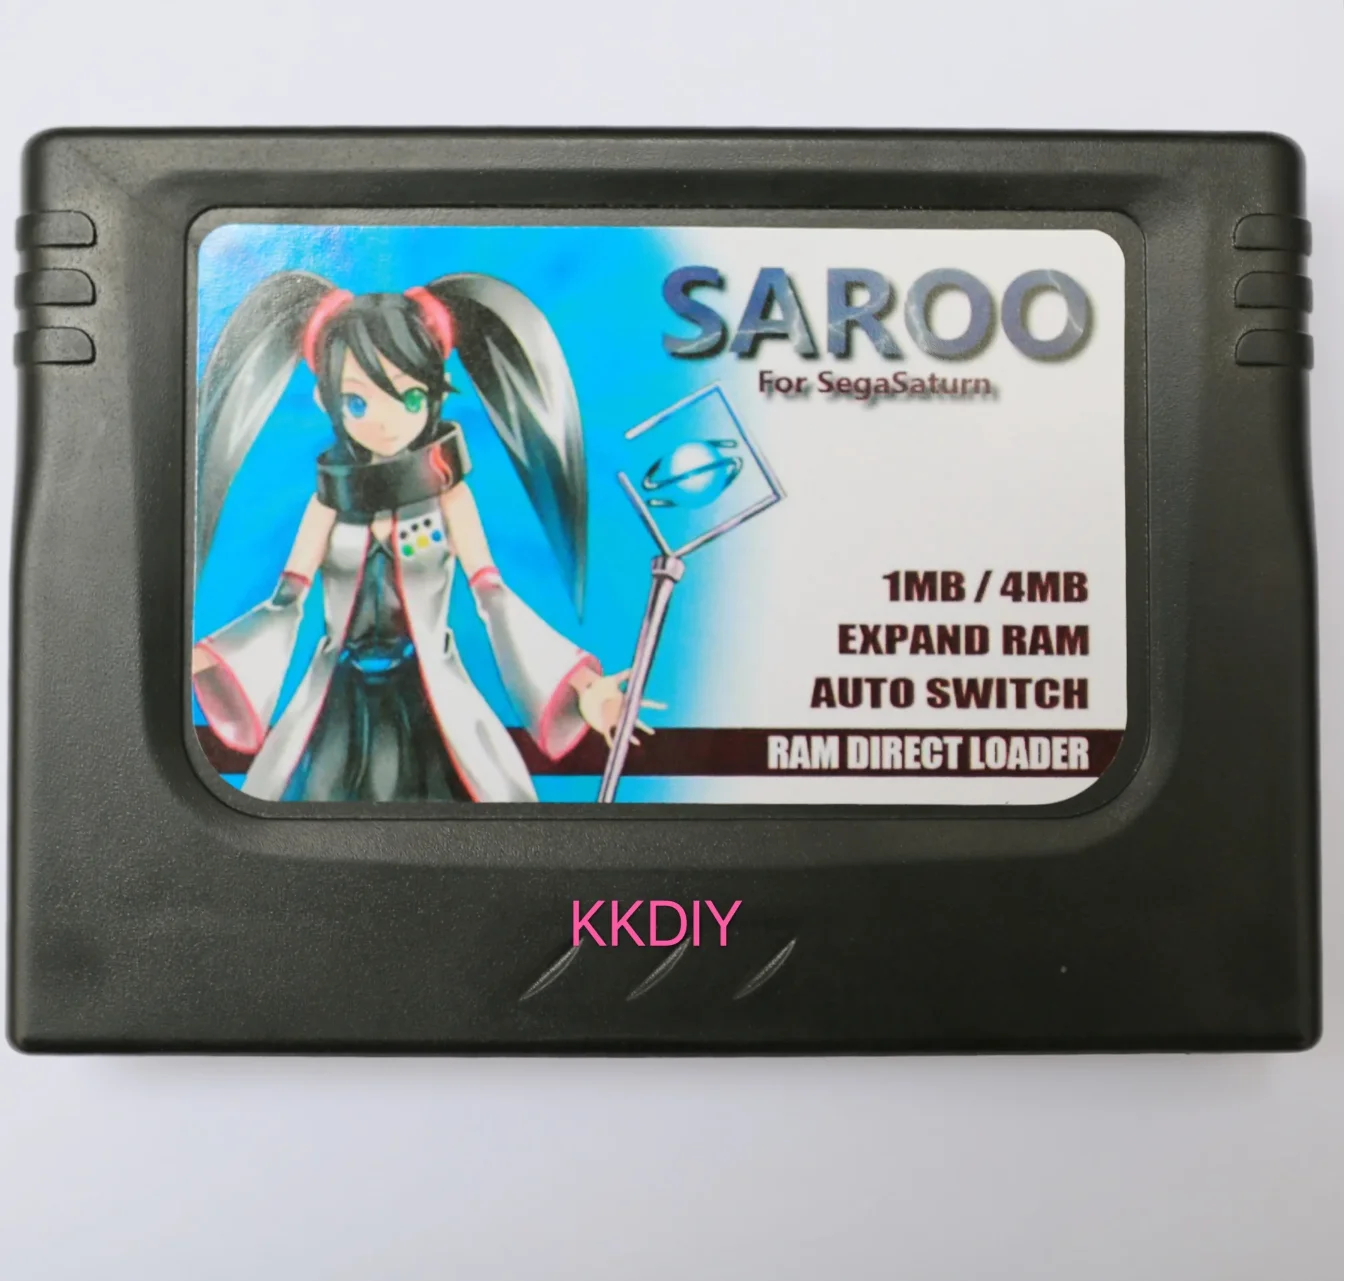 SAROO
For SegaSaturn
1MB / 4MB
EXPAND RAM
AUTO SWITCH
RAM DIRECT LOADER
KKDIY